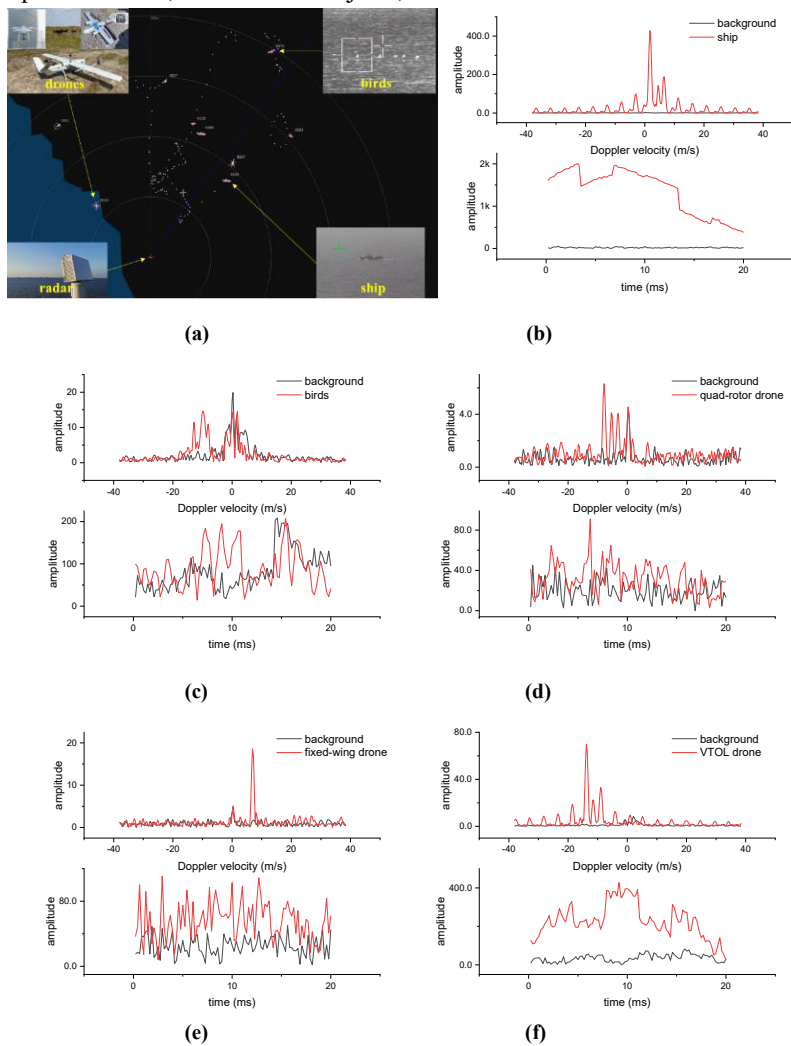 drones
birds
radar
ship
(a)
background
ship
400.0
200.0
0.0
amplitude
-40
-20
0
20
40
Doppler velocity (m/s)
2k
1k
0
amplitude
0
10
20
time (ms)
(b)
background
birds
20
10
0
amplitude
-40
-20
0
20
40
Doppler velocity (m/s)
200
100
0
amplitude
0
10
20
time (ms)
(c)
background
quad-rotor drone
4.0
0.0
amplitude
-40
-20
0
20
40
Doppler velocity (m/s)
80.0
40.0
0.0
amplitude
0
10
20
time (ms)
(d)
background
fixed-wing drone
20
10
0
amplitude
-40
-20
0
20
40
Doppler velocity (m/s)
80.0
0.0
amplitude
0
10
20
time (ms)
(e)
background
VTOL drone
80.0
40.0
0.0
amplitude
-40
-20
0
20
40
Doppler velocity (m/s)
400.0
0.0
amplitude
0
10
20
time (ms)
(f)